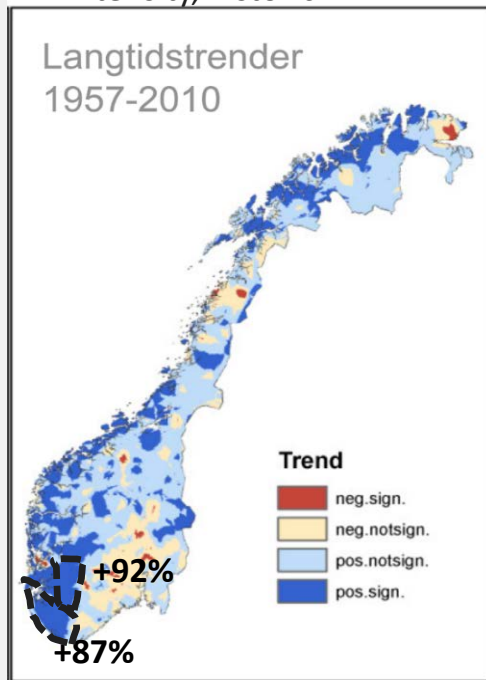 Langtidstrender
1957-2010
Trend
neg.sign.
neg.notsign.
pos.notsign.
pos.sign.
+92%
+87%